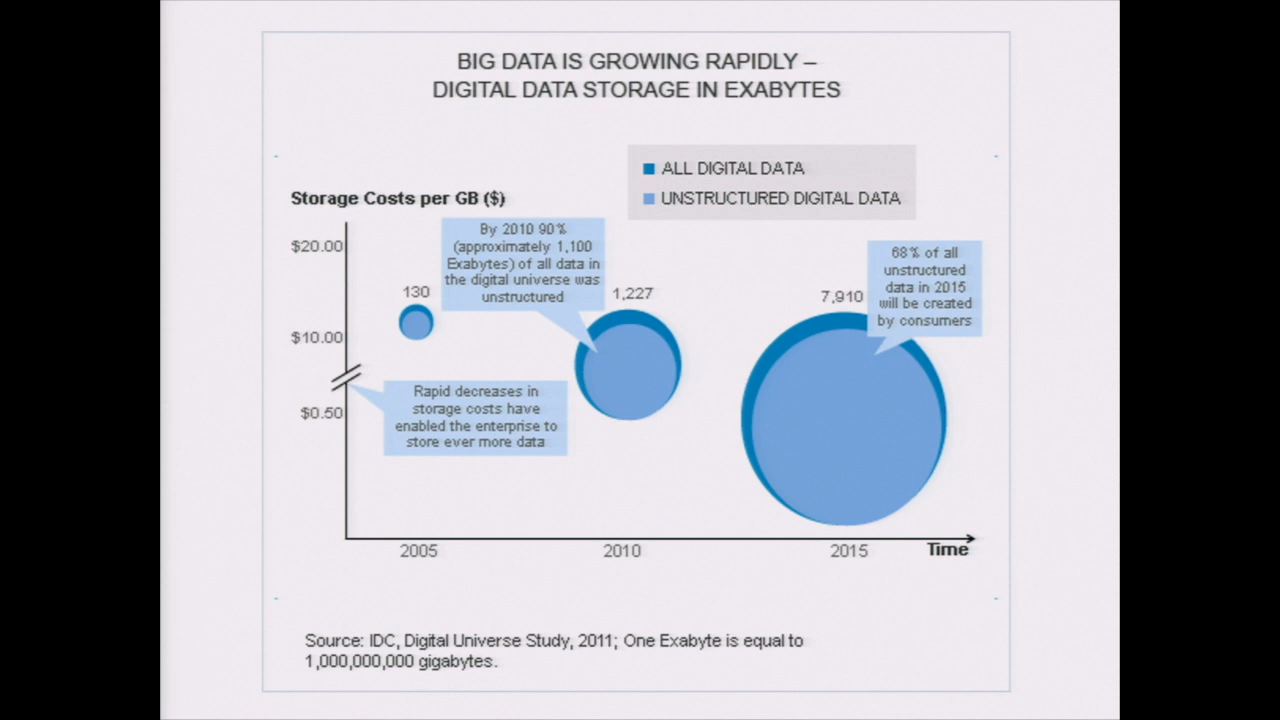 BIG DATA IS GROWING RAPIDLY –
DIGITAL DATA STORAGE IN EXABYTES
ALL DIGITAL DATA
UNSTRUCTURED DIGITAL DATA
Storage Costs per GB ($)
$20.00
$10.00
$0.50
By 2010 90%
(approximately 1,100
Exabytes) of all data in
the digital universe was
unstructured
68% of all
unstructured
data in 2015
will be created
by consumers
130
1,227
7,910
Rapid decreases in
storage costs have
enabled the enterprise to
store ever more data
2005
2010
2015
Time
Source: IDC, Digital Universe Study, 2011; One Exabyte is equal to
1,000,000,000 gigabytes.